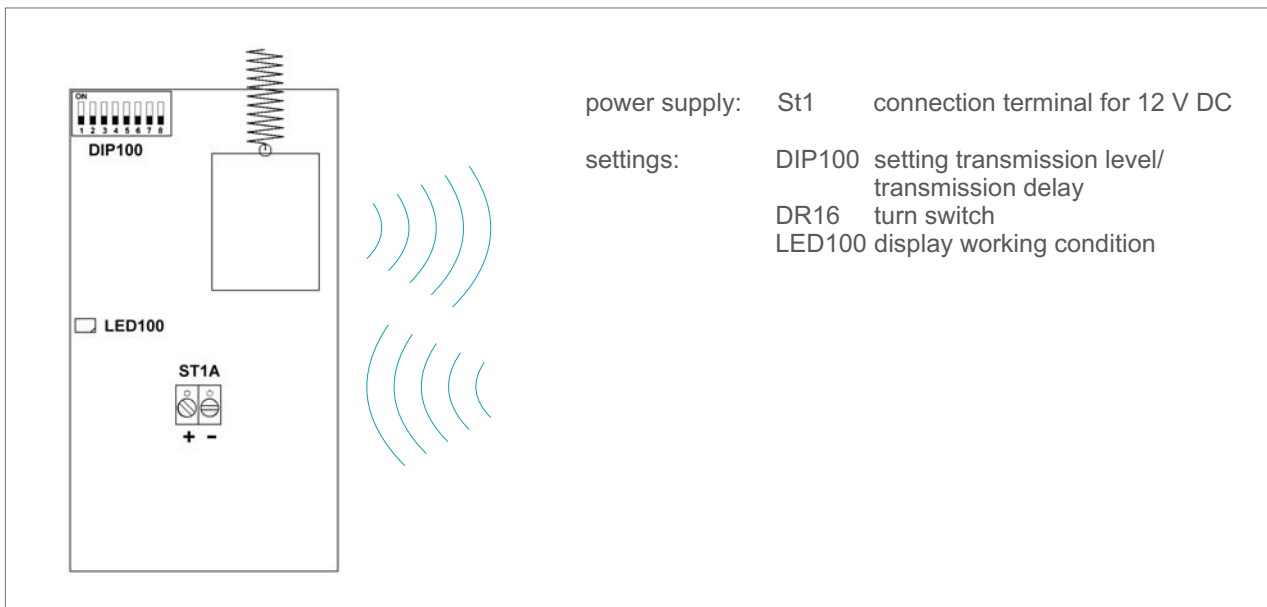 ON
1 2 3 4 5 6 7 8
DIP100
LED100
ST1A
+ -
power supply: St1 connection terminal for 12 V DC
settings: DIP100 setting transmission level/
transmission delay
DR16 turn switch
LED100 display working condition